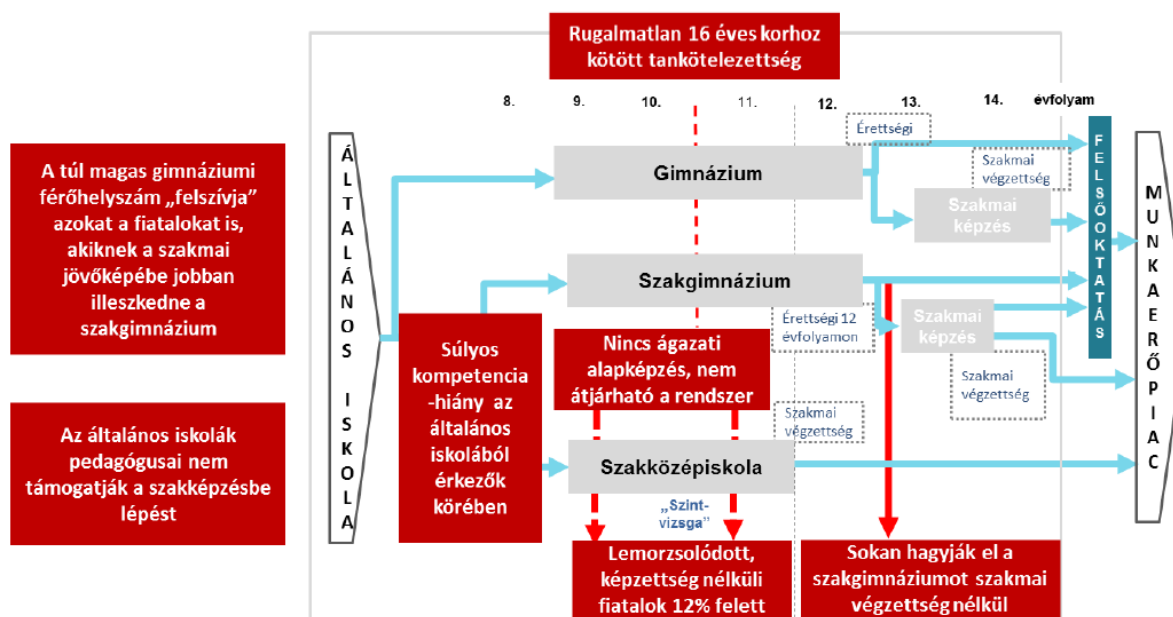 Rugalmatlan 16 éves korhoz
kötött tankötelezettség
8.
9.
10.
11.
12.
13.
14.
évfolyam
A túl magas gimnáziumi
férőhelyszám „felszívja”
azokat a fiatalokat is,
akiknek a szakmai
jövőképébe jobban
illeszkedne a
szakgimnázium
Az általános iskolák
pedagógusai nem
támogatják a szakképzésbe
lépést
ÁLTALÁNOS ISKOLA
Súlyos
kompetencia
-hiány az
általános
iskolából
érkezők
körében
Gimnázium
Érettségi
Szakmai
végzettség
Szakmai
képzés
Szakgimnázium
Érettségi 12
évfolyamon
Szakmai
képzés
Szakmai
végzettség
Nincs ágazati
alapképzés, nem
átjárható a rendszer
Szakmai
végzettség
Szakközépiskola
„Szint-
vizsga”
Lemorzsolódott,
képzettség nélküli
fiatalok 12% felett
Sokan hagyják el a
szakgimnáziumot szakmai
végzettség nélkül
FELSŐOKTATÁS
MUNKAERŐPIAC